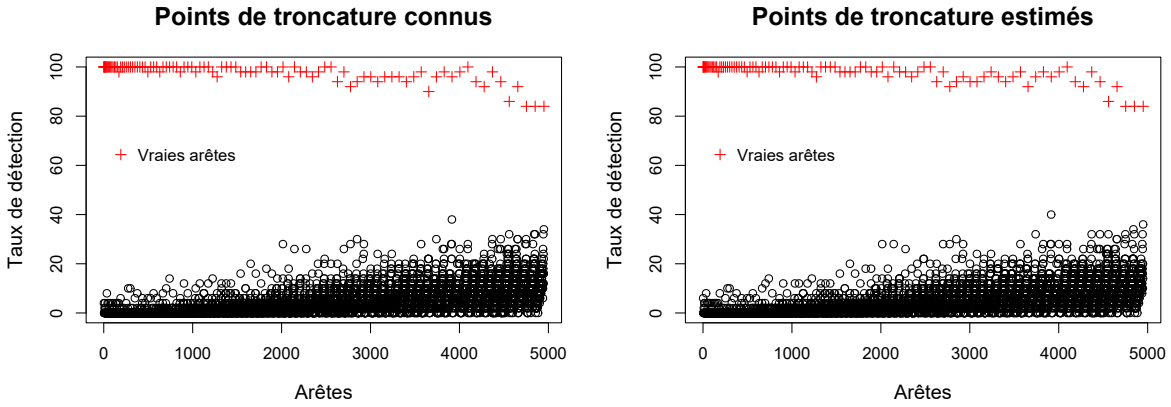 Points de troncature connus
Taux de détection
100
80
60
40
20
0
Vraies arêtes
0 1000 2000 3000 4000 5000
Arêtes
Points de troncature estimés
Taux de détection
100
80
60
40
20
0
Vraies arêtes
0 1000 2000 3000 4000 5000
Arêtes